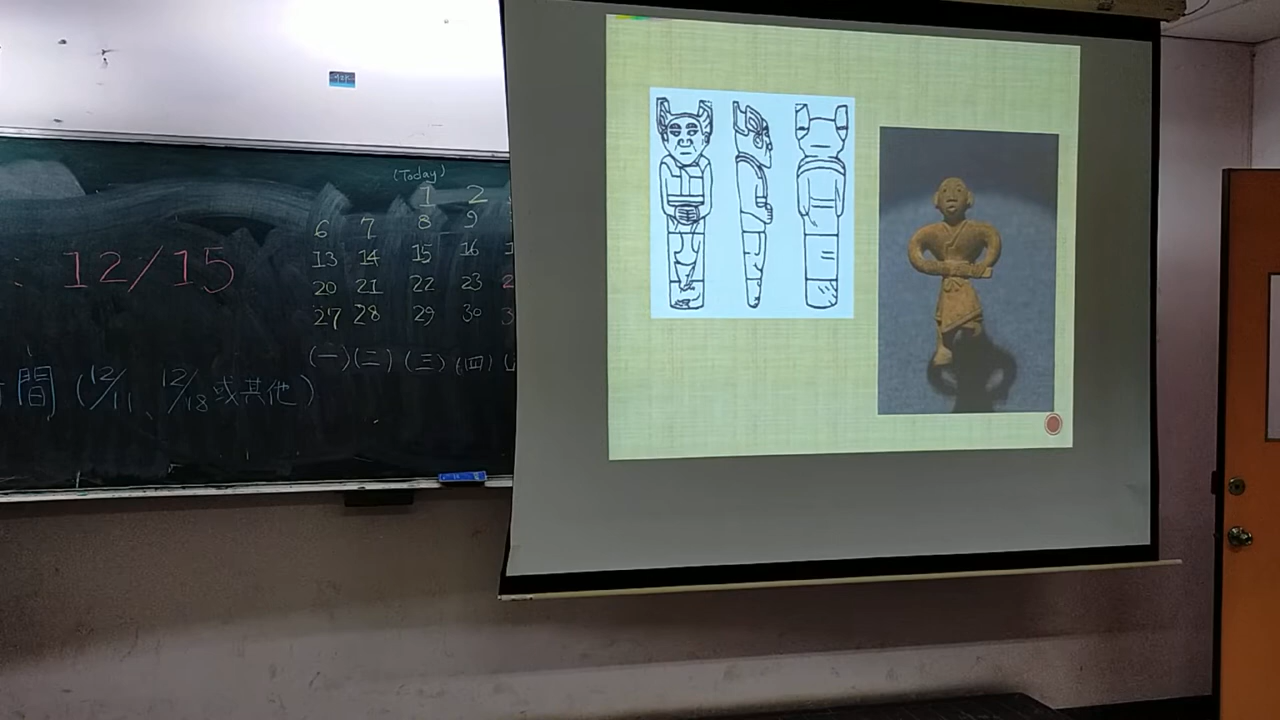 (Today)
1 2
6 7 8 9
12/15
13 14 15 16
20 21 22 23
27 28 29 30
(一)(二)(三)(四)
間(12/11、12/18或其他)